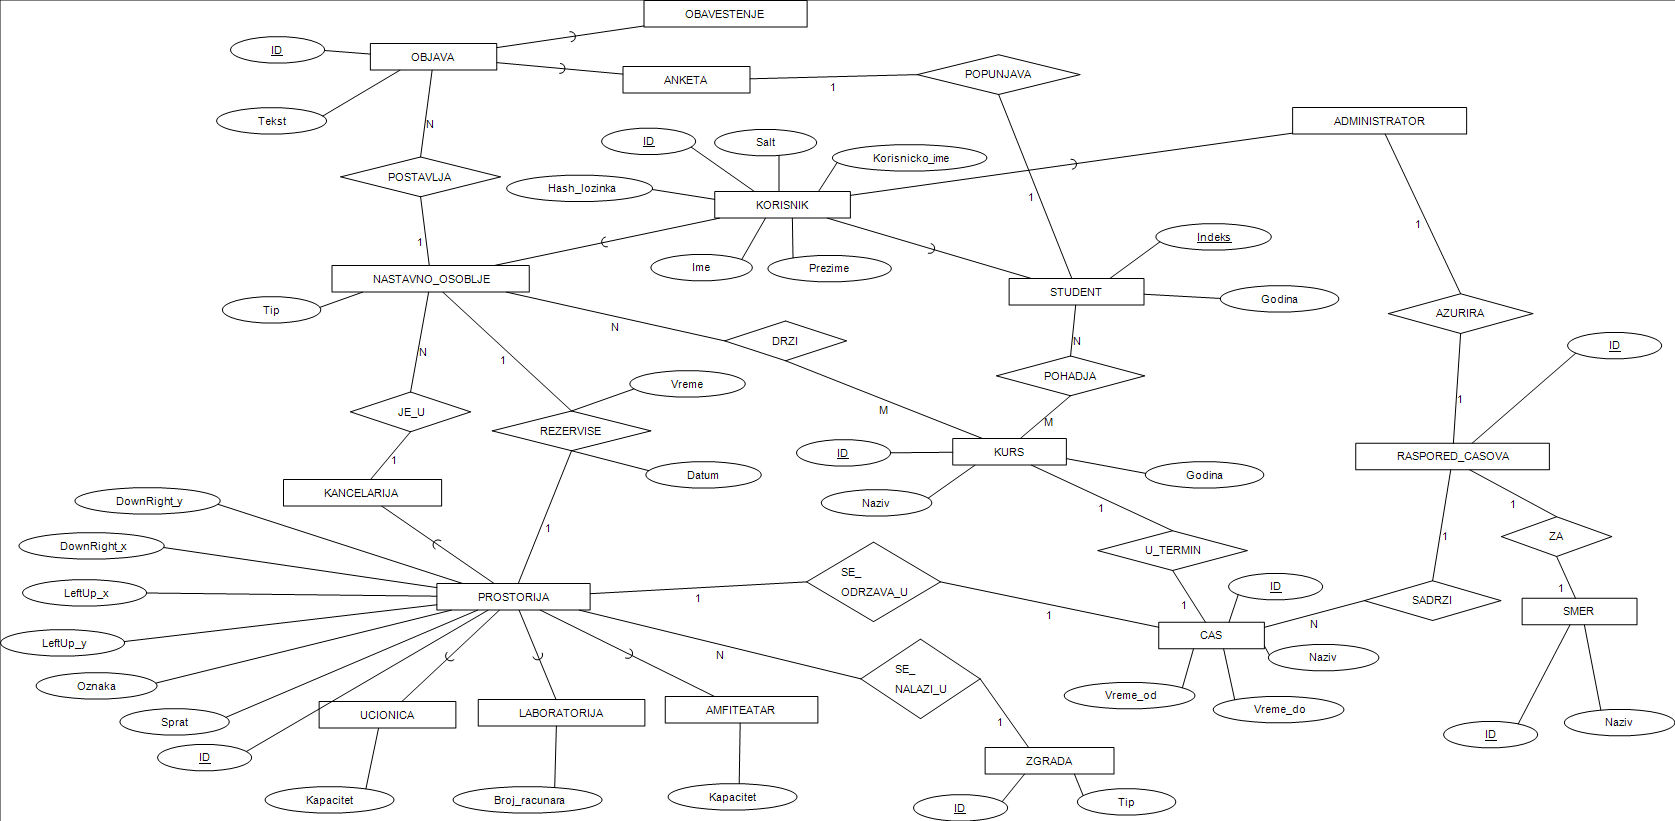 OBAVESTENJE
ID
OBJAVA
ANKETA
POPUNJAVA
1
Tekst
N
ADMINISTRATOR
ID
Salt
Korisnicko_ime
POSTAVLJA
Hash_lozinka
KORISNIK
1
1
1
Indeks
Ime
Prezime
NASTAVNO_OSOBLJE
STUDENT
Godina
Tip
AZURIRA
N
DRZI
N
ID
N
1
POHADJA
Vreme
1
JE_U
M
M
REZERVISE
ID
KURS
RASPORED_CASOVA
1
Datum
Godina
KANCELARIJA
Naziv
DownRight_y
1
1
1
DownRight_x
U_TERMIN
1
ZA
SE_
ODRZAVA_U
LeftUp_x
PROSTORIJA
1
ID
1
SADRZI
1
1
SMER
N
CAS
LeftUp_y
N
Naziv
SE_
NALAZI_U
Oznaka
Vreme_od
Vreme_do
UCIONICA
LABORATORIJA
AMFITEATAR
Sprat
1
Naziv
ID
ID
ZGRADA
Kapacitet
Broj_racunara
Kapacitet
ID
Tip